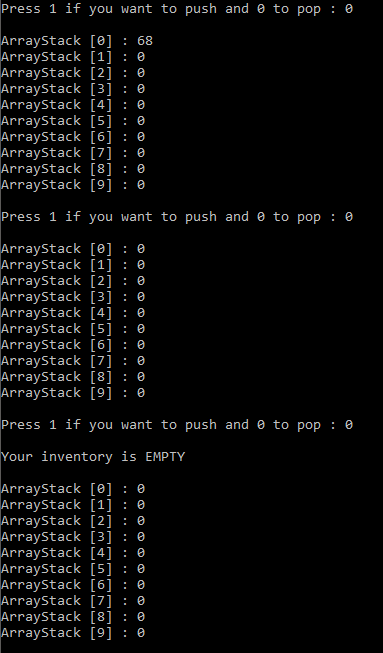 Press 1 if you want to push and 0 to pop : 0
ArrayStack [0] : 68
ArrayStack [1] : 0
ArrayStack [2] : 0
ArrayStack [3] : 0
ArrayStack [4] : 0
ArrayStack [5] : 0
ArrayStack [6] : 0
ArrayStack [7] : 0
ArrayStack [8] : 0
ArrayStack [9] : 0
Press 1 if you want to push and 0 to pop : 0
ArrayStack [0] : 0
ArrayStack [1] : 0
ArrayStack [2] : 0
ArrayStack [3] : 0
ArrayStack [4] : 0
ArrayStack [5] : 0
ArrayStack [6] : 0
ArrayStack [7] : 0
ArrayStack [8] : 0
ArrayStack [9] : 0
Press 1 if you want to push and 0 to pop : 0
Your inventory is EMPTY
ArrayStack [0] : 0
ArrayStack [1] : 0
ArrayStack [2] : 0
ArrayStack [3] : 0
ArrayStack [4] : 0
ArrayStack [5] : 0
ArrayStack [6] : 0
ArrayStack [7] : 0
ArrayStack [8] : 0
ArrayStack [9] : 0